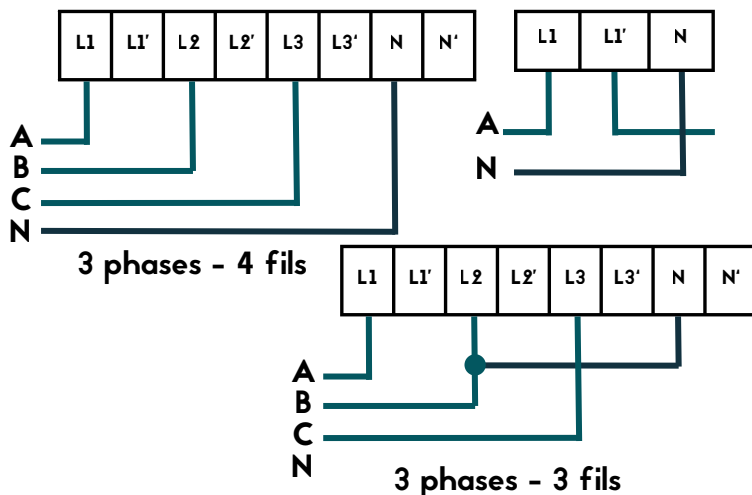 L1 L1' L2 L2' L3 L3' N N'
A
B
C
N
3 phases - 4 fils
L1 L1' N
A
N
L1 L1' L2 L2' L3 L3' N N'
A
B
C
N
3 phases - 3 fils